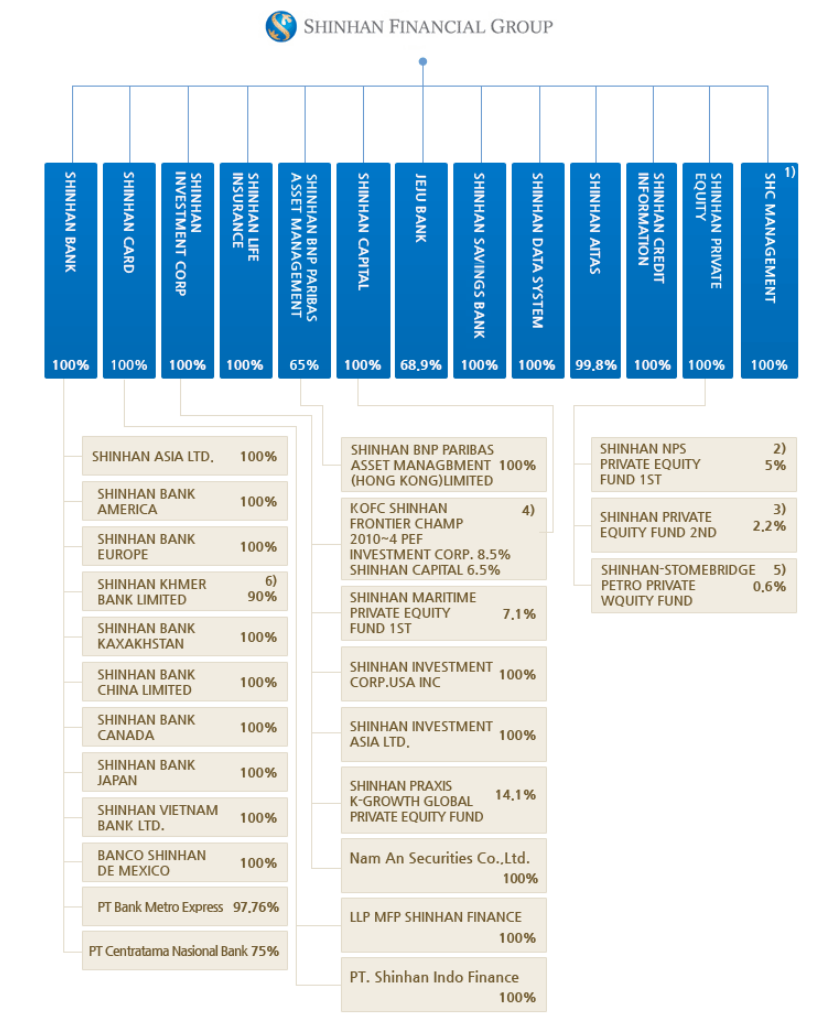 SHINHAN FINANCIAL GROUP
SHINHAN BANK
100%
SHINHAN CARD
100%
SHINHAN
INVESTMENT CORP
100%
SHINHAN LIFE
INSURANCE
100%
SHINHAN BNP PARIBAS
ASSET MANAGEMENT
65%
SHINHAN CAPITAL
100%
JEJU BANK
68.9%
SHINHAN SAVINGS BANK
100%
SHINHAN DATA SYSTEM
100%
SHINHAN AITAS
99.8%
SHINHAN CREDIT
INFORMATION
100%
SHINHAN PRIVATE
EQUITY
100%
SHC MANAGEMENT 1)
100%
SHINHAN ASIA LTD. 100%
SHINHAN BANK
AMERICA 100%
SHINHAN BANK
EUROPE 100%
SHINHAN KHMER 6)
BANK LIMITED 90%
SHINHAN BANK
KAXAKHSTAN 100%
SHINHAN BANK
CHINA LIMITED 100%
SHINHAN BANK
CANADA 100%
SHINHAN BANK
JAPAN 100%
SHINHAN VIETNAM
BANK LTD. 100%
BANCO SHINHAN
DE MEXICO 100%
PT Bank Metro Express 97.76%
PT Centratama Nasional Bank 75%
SHINHAN BNP PARIBAS
ASSET MANAGBMENT 100%
(HONG KONG)LIMITED
KOFC SHINHAN 4)
FRONTIER CHAMP
2010~4 PEF
INVESTMENT CORP. 8.5%
SHINHAN CAPITAL 6.5%
SHINHAN MARITIME
PRIVATE EQUITY 7.1%
FUND 1ST
SHINHAN INVESTMENT 100%
CORP.USA INC
SHINHAN INVESTMENT 100%
ASIA LTD.
SHINHAN PRAXIS
K-GROWTH GLOBAL 14.1%
PRIVATE EQUITY FUND
Nam An Securities Co.,Ltd.
100%
LLP MFP SHINHAN FINANCE
100%
PT. Shinhan Indo Finance
100%
SHINHAN NPS 2)
PRIVATE EQUITY 5%
FUND 1ST
SHINHAN PRIVATE 3)
EQUITY FUND 2ND 2.2%
SHINHAN-STOMEBRIDGE 5)
PETRO PRIVATE 0.6%
WQUITY FUND